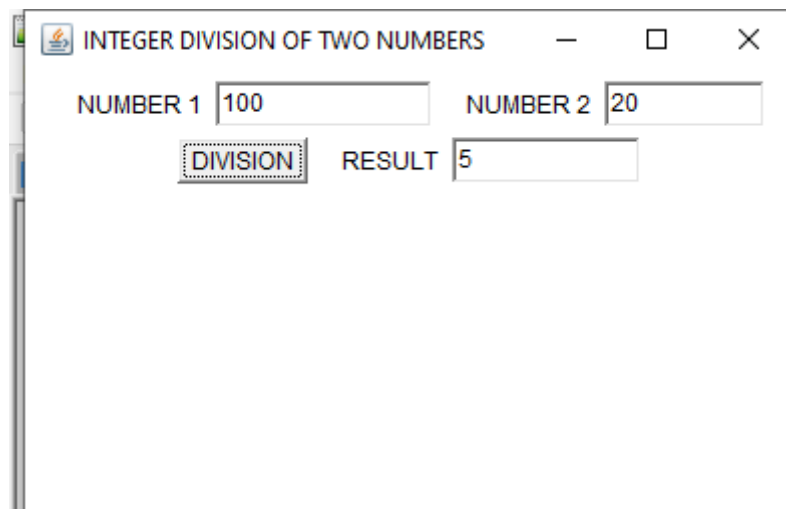 INTEGER DIVISION OF TWO NUMBERS
NUMBER 1 100 NUMBER 2 20
DIVISION RESULT 5